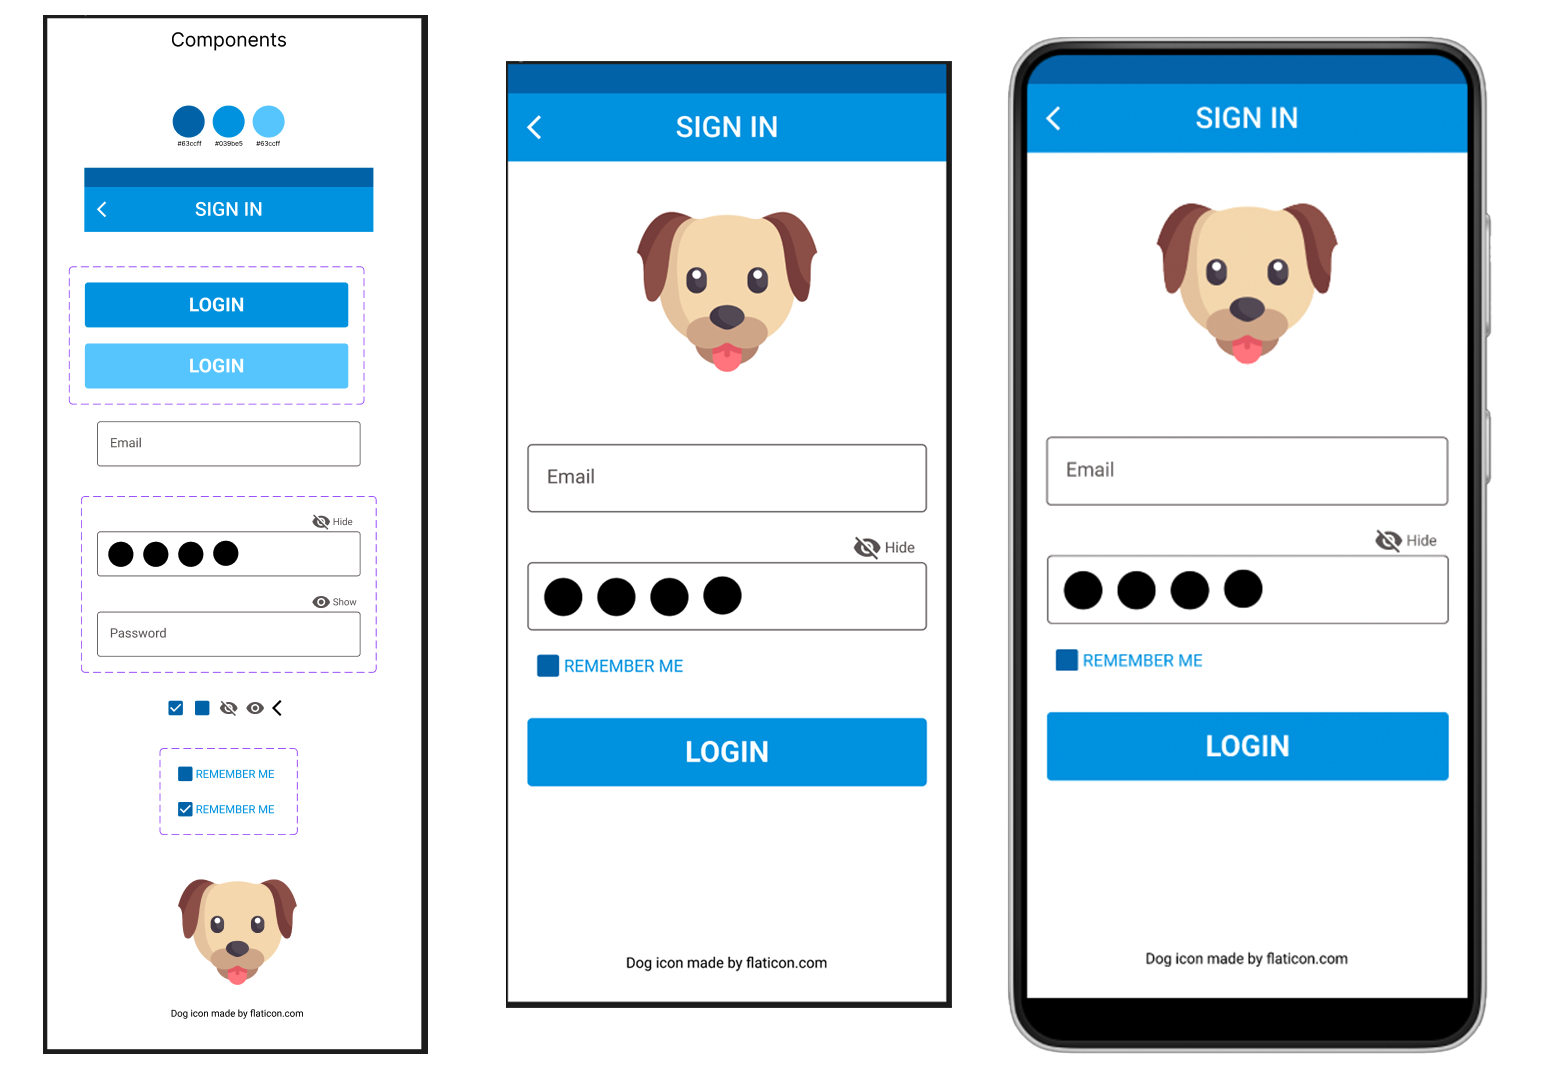 Components
#63ccff #039be5 #63ccff
SIGN IN
LOGIN
LOGIN
Email
Hide
Show
Password
REMEMBER ME
REMEMBER ME
Dog icon made by flaticon.com
SIGN IN
Email
Hide
REMEMBER ME
LOGIN
Dog icon made by flaticon.com
SIGN IN
Email
Hide
REMEMBER ME
LOGIN
Dog icon made by flaticon.com